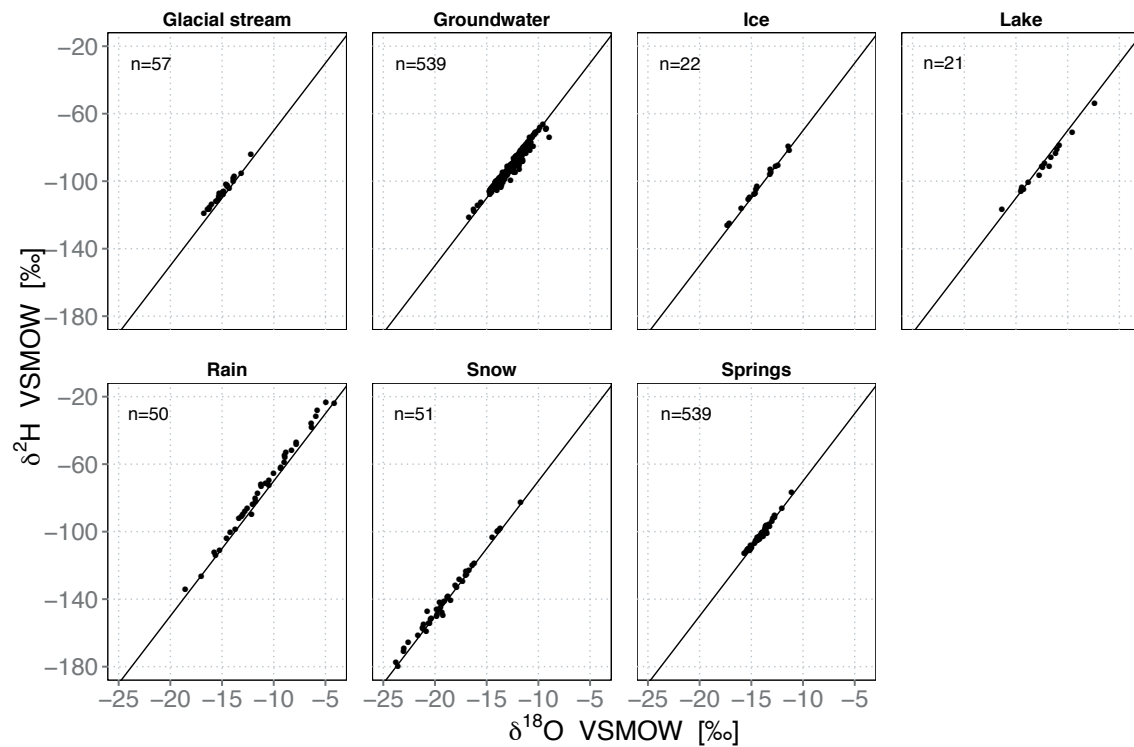 Glacial stream
Groundwater
Ice
Lake
n=57
n=539
n=22
n=21
−20
−60
−100
−140
−180
δ²H VSMOW [‰]
Rain
Snow
Springs
n=50
n=51
n=539
−20
−60
−100
−140
−180
−25 −20 −15 −10 −5
−25 −20 −15 −10 −5
−25 −20 −15 −10 −5
δ¹⁸O VSMOW [‰]